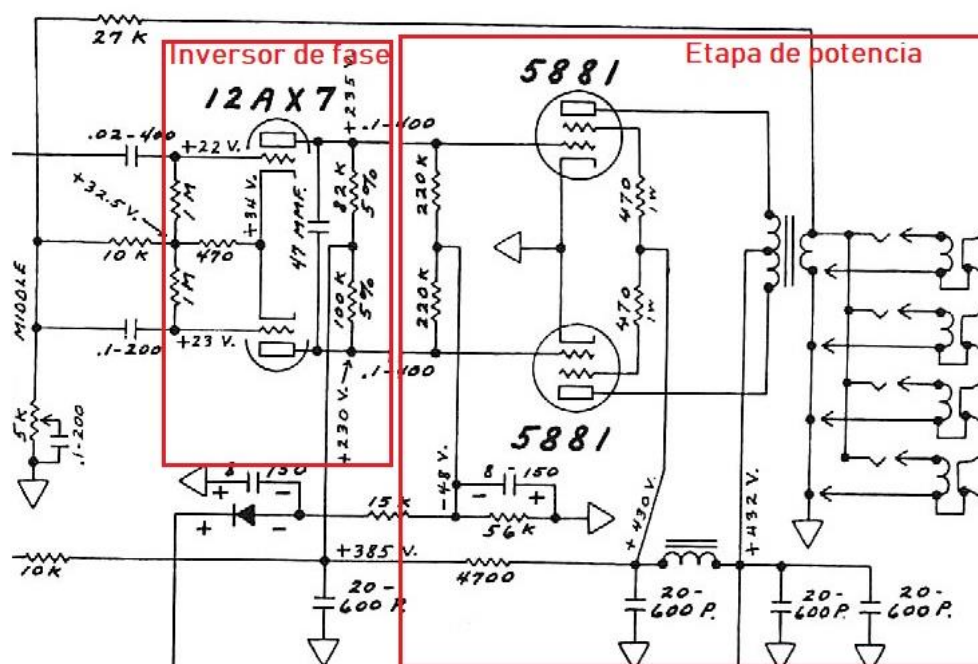 27 K
Inversor de fase
Etapa de potencia
12AX7
5881
+235 V.
.1-400
.02-400
+22 V.
+32.5 V.
1 M
+34 V.
47 MMF.
82 K
5%
220 K
470
1W
MIDDLE
10 K
470
1 M
100 K
5%
220 K
470
1W
.1-200
+23 V.
.1-400
+230 V.
5881
5K
.1-200
8 - 150
+ -
+ -
15 K
-48 V.
8 - 150
- +
56 K
+430 V.
+432 V.
10K
+385 V.
4700
20-
600 P.
20-
600 P.
20-
600 P.
20-
600 P.